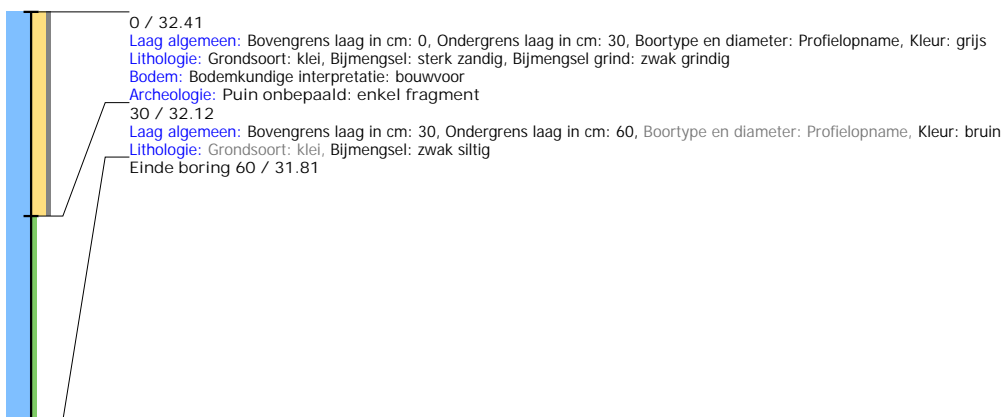 0 / 32.41
Laag algemeen: Bovengrens laag in cm: 0, Ondergrens laag in cm: 30, Boortype en diameter: Profielopname, Kleur: grijs
Lithologie: Grondsoort: klei, Bijmengsel: sterk zandig, Bijmengsel grind: zwak grindig
Bodem: Bodemkundige interpretatie: bouwvoor
Archeologie: Puin onbepaald: enkel fragment
30 / 32.12
Laag algemeen: Bovengrens laag in cm: 30, Ondergrens laag in cm: 60, Boortype en diameter: Profielopname, Kleur: bruin
Lithologie: Grondsoort: klei, Bijmengsel: zwak siltig
Einde boring 60 / 31.81